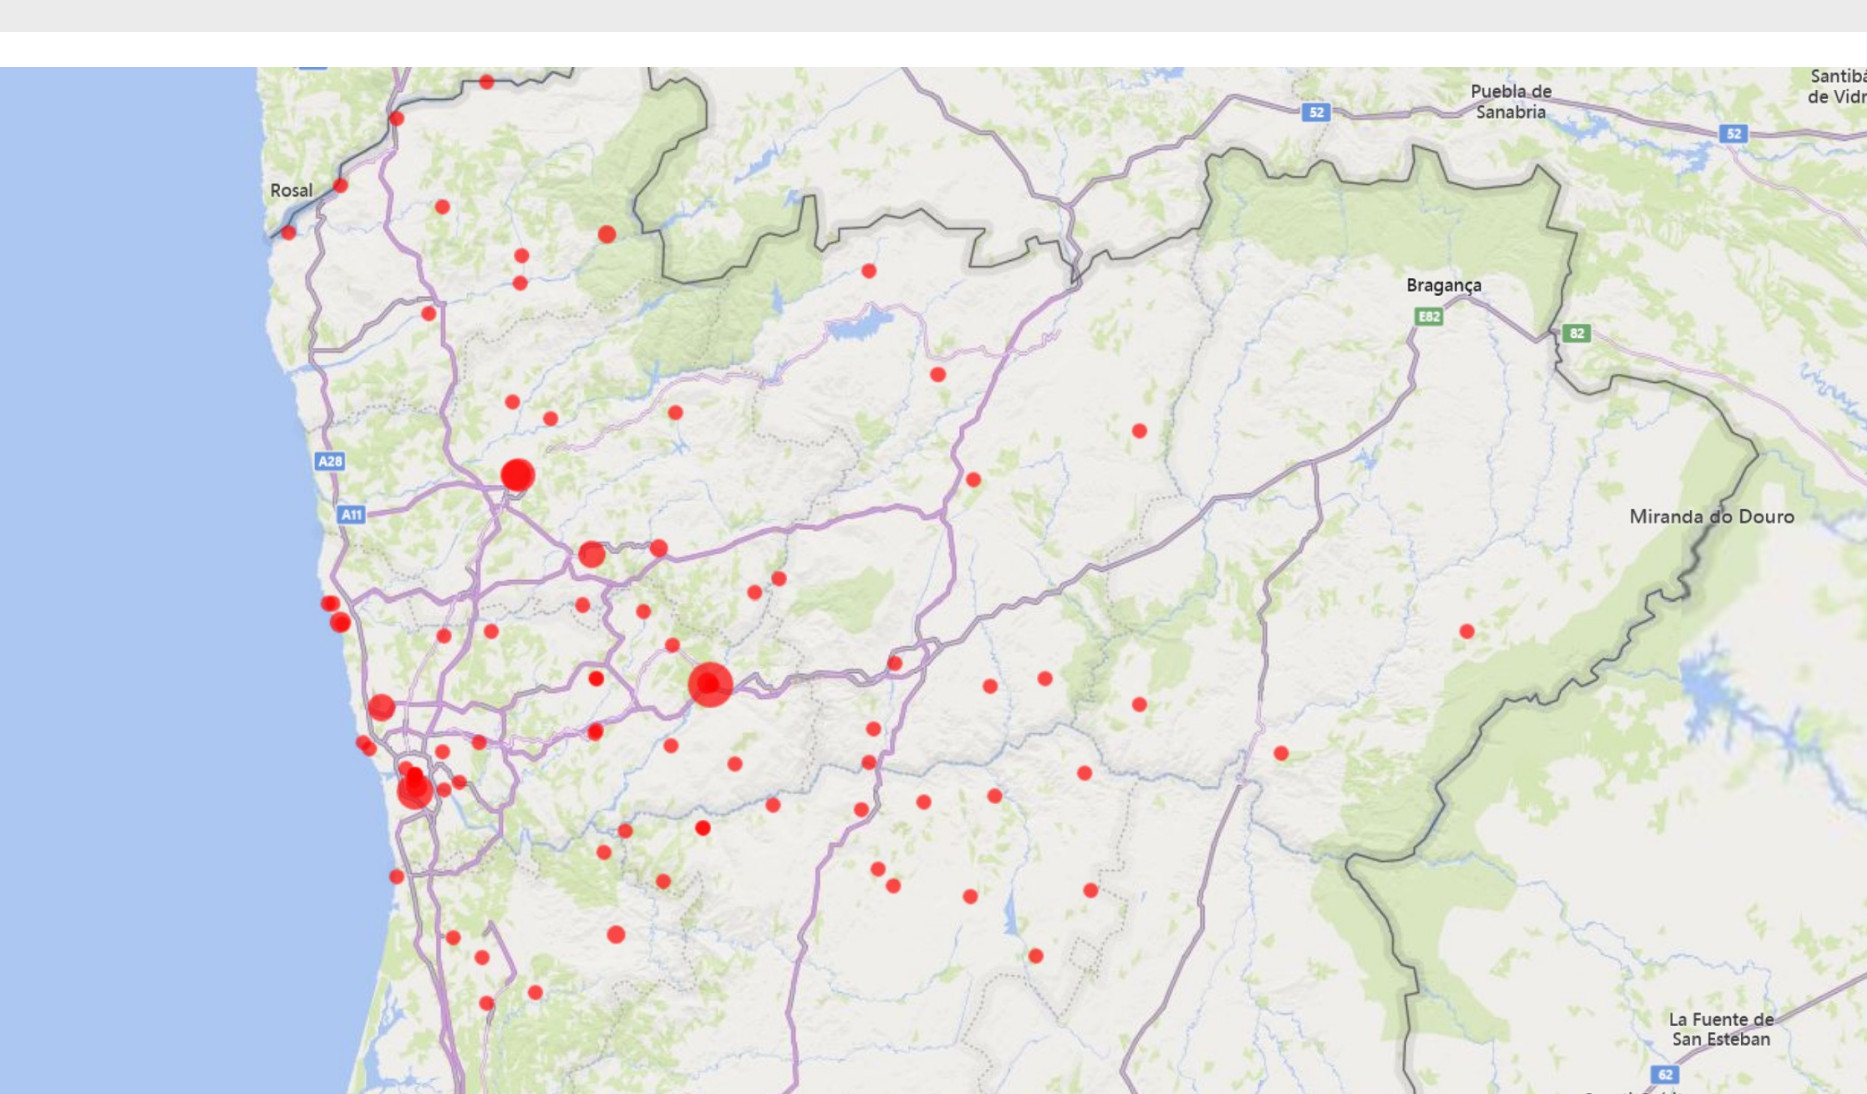 Santibá
de Vidr
Puebla de
Sanabria
52
52
Rosal
Bragança
E82
82
A28
A11
Miranda do Douro
La Fuente de
San Esteban
62